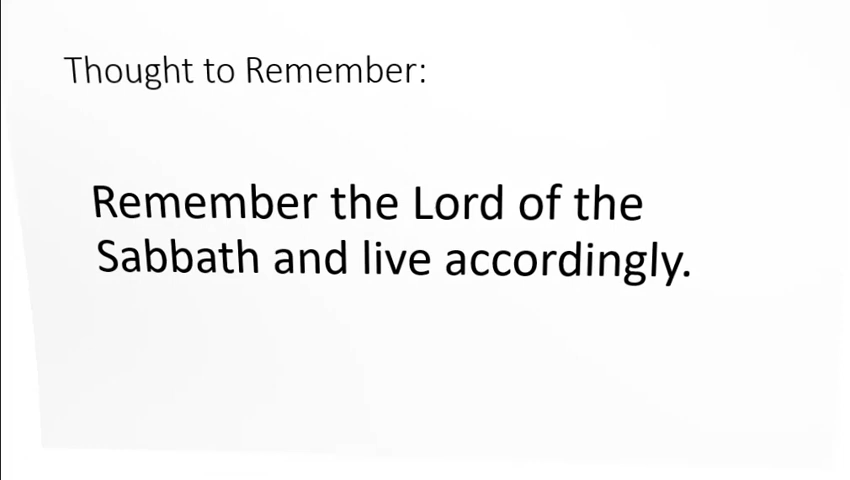 Thought to Remember:
Remember the Lord of the
Sabbath and live accordingly.